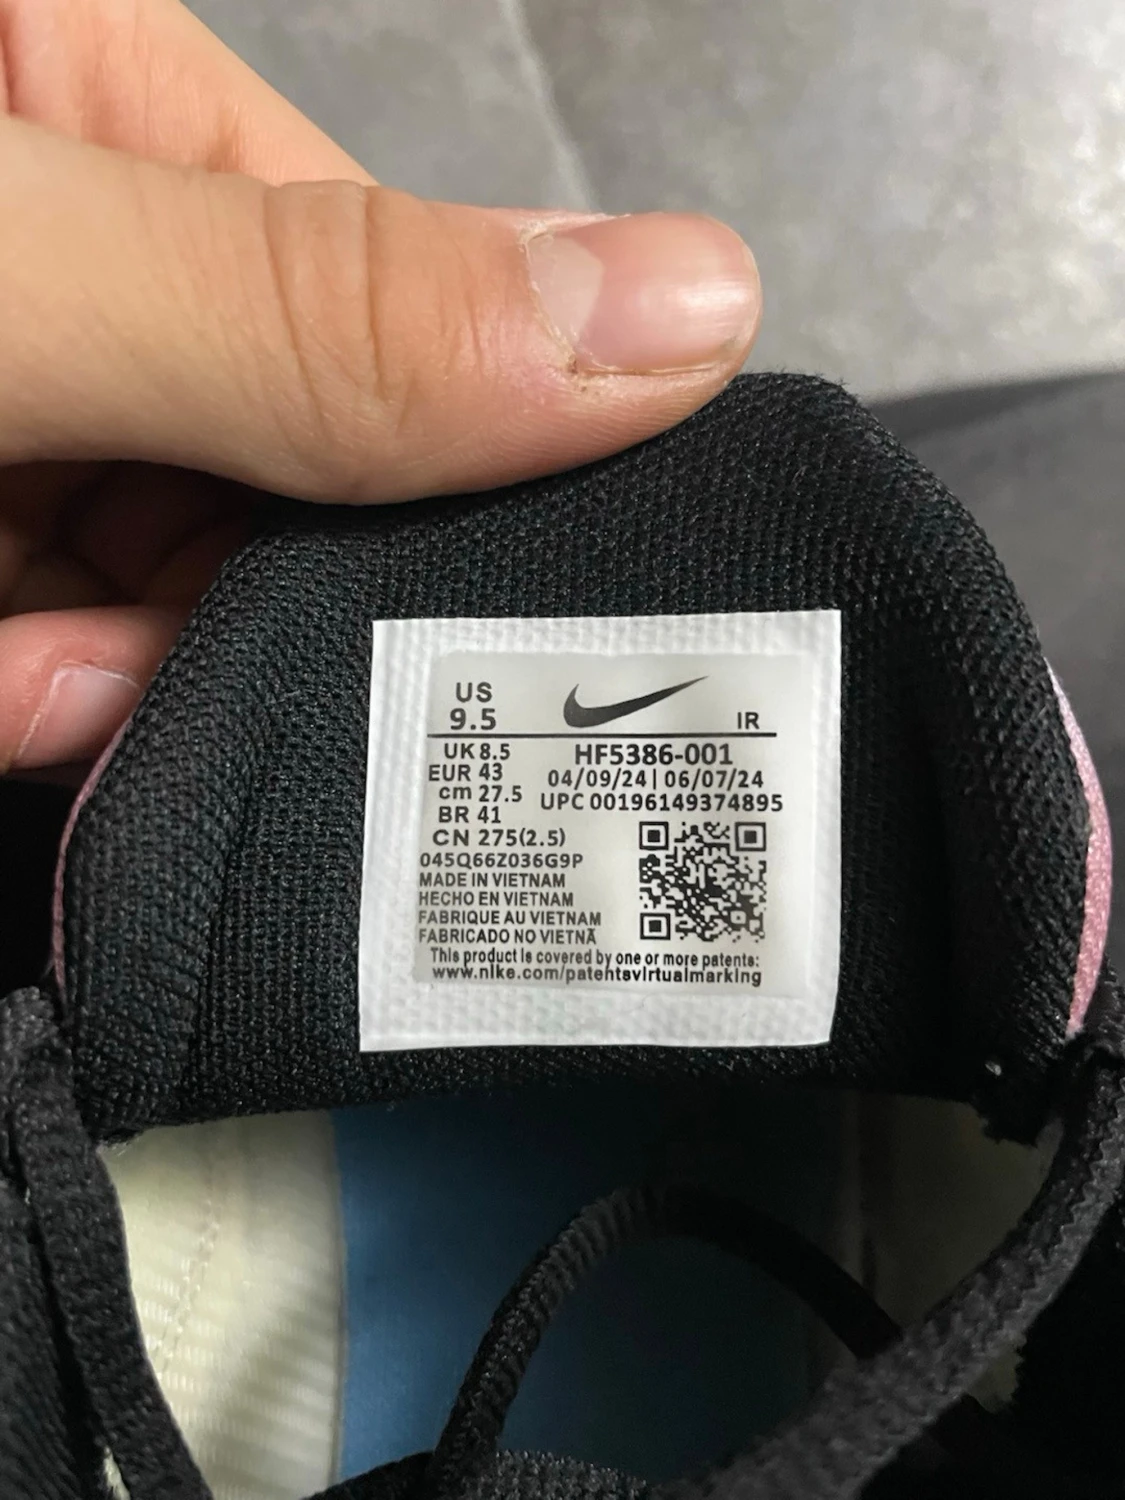 US
9.5
IR
UK 8.5
EUR 43
cm 27.5
BR 41
CN 275(2.5)
HF5386-001
04/09/24 | 06/07/24
UPC 00196149374895
045Q66Z036G9P
MADE IN VIETNAM
HECHO EN VIETNAM
FABRIQUE AU VIETNAM
FABRICADO NO VIETNÃ
This product is covered by one or more patents:
www.nike.com/patentsvirtualmarking